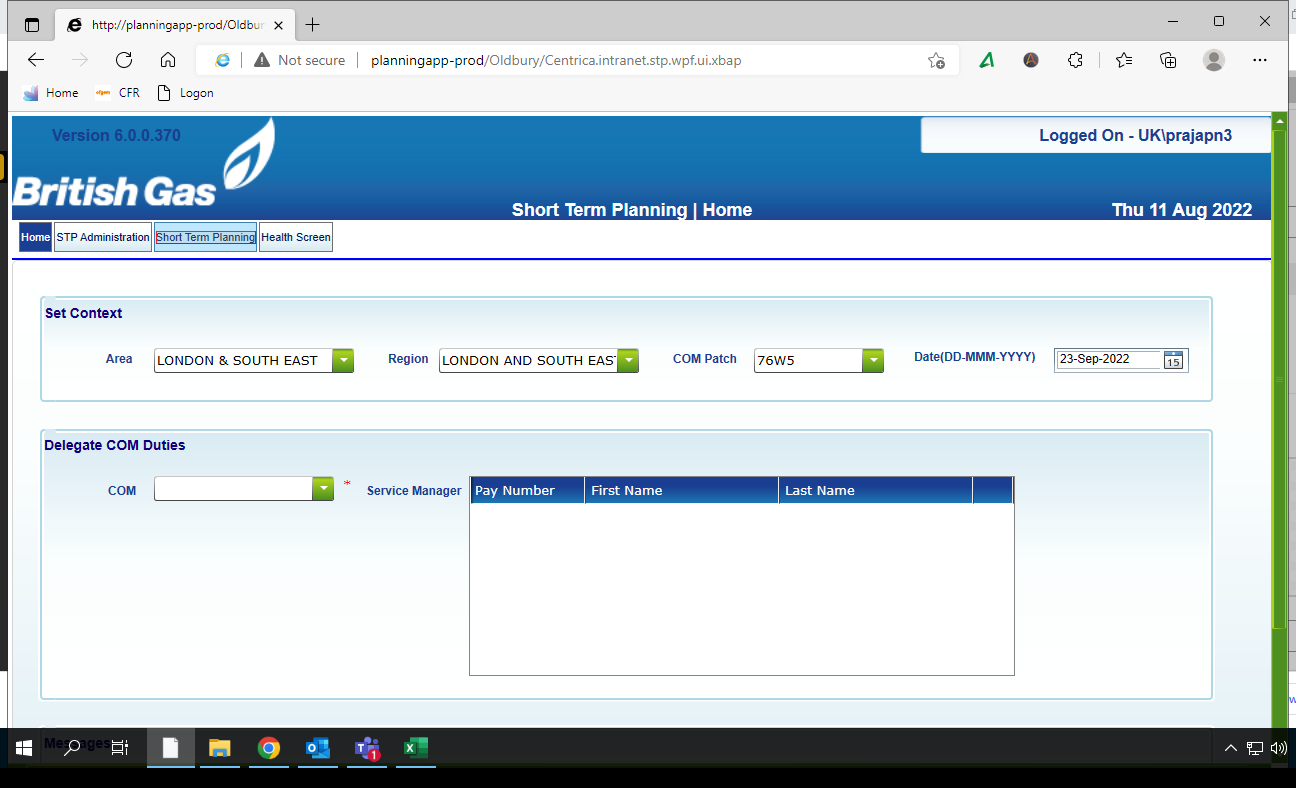 http://planningapp-prod/Oldbur
Not secure
planningapp-prod/Oldbury/Centrica.intranet.stp.wpf.ui.xbap
Home
CFR
Logon
Version 6.0.0.370
Logged On - UK\prajapn3
British Gas
Short Term Planning | Home
Thu 11 Aug 2022
Home
STP Administration
Short Term Planning
Health Screen
Set Context
Area
LONDON & SOUTH EAST
Region
LONDON AND SOUTH EAS
COM Patch
76W5
Date(DD-MMM-YYYY)
23-Sep-2022
15
Delegate COM Duties
COM
*
Service Manager
Pay Number
First Name
Last Name
Messages
1